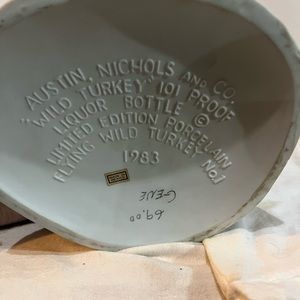 "AUSTIN, NICHOLS AND CO.
"WILD TURKEY" 101 PROOF
LIQUOR BOTTLE ©
LIMITED EDITION PORCELAIN
FLYING WILD TURKEY No.1
1983
GENE
69.00